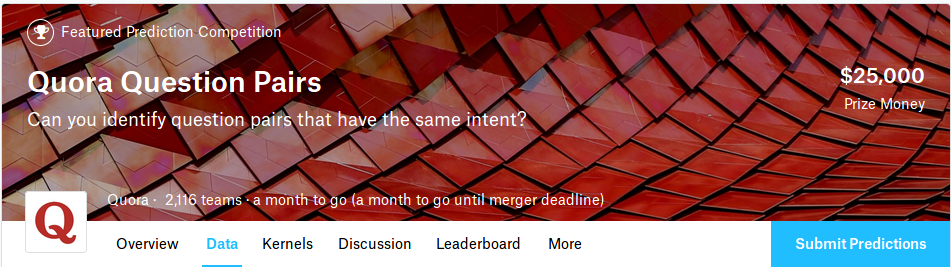 Featured Prediction Competition
Quora Question Pairs
$25,000
Can you identify question pairs that have the same intent?
Prize Money
Quora · 2,116 teams · a month to go (a month to go until merger deadline)
Q
Overview Data Kernels Discussion Leaderboard More Submit Predictions